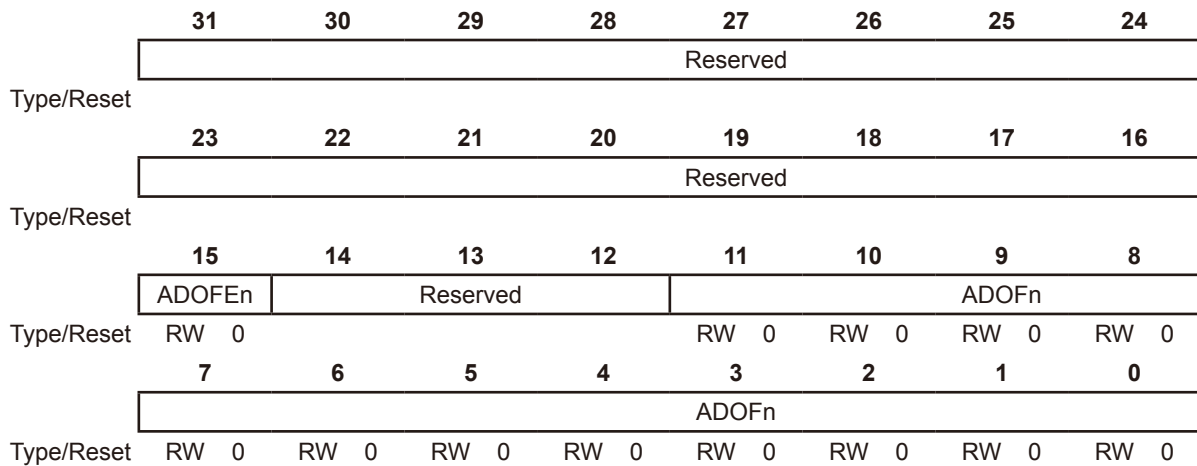 31 30 29 28 27 26 25 24
Reserved
Type/Reset
23 22 21 20 19 18 17 16
Reserved
Type/Reset
15 14 13 12 11 10 9 8
ADOFEn Reserved ADOFn
Type/Reset RW 0 RW 0 RW 0 RW 0 RW 0
7 6 5 4 3 2 1 0
ADOFn
Type/Reset RW 0 RW 0 RW 0 RW 0 RW 0 RW 0 RW 0 RW 0